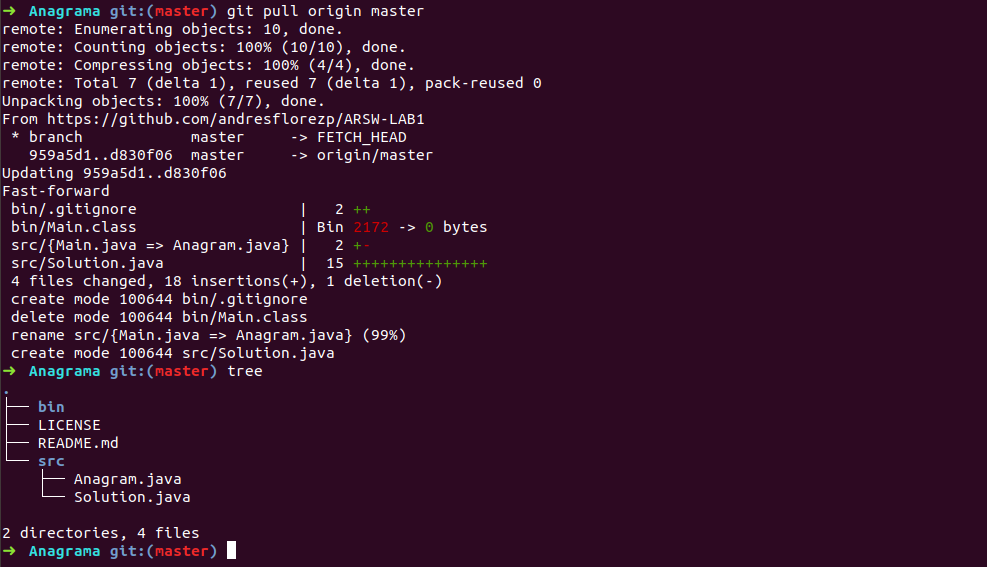 ➜  Anagrama git:(master) git pull origin master
remote: Enumerating objects: 10, done.
remote: Counting objects: 100% (10/10), done.
remote: Compressing objects: 100% (4/4), done.
remote: Total 7 (delta 1), reused 7 (delta 1), pack-reused 0
Unpacking objects: 100% (7/7), done.
From https://github.com/andresflorezp/ARSW-LAB1
 * branch            master     -> FETCH_HEAD
   959a5d1..d830f06  master     -> origin/master
Updating 959a5d1..d830f06
Fast-forward
 bin/.gitignore                  |   2 ++
 bin/Main.class                  | Bin 2172 -> 0 bytes
 src/{Main.java => Anagram.java} |   2 +-
 src/Solution.java               |  15 +++++++++++++++
 4 files changed, 18 insertions(+), 1 deletion(-)
 create mode 100644 bin/.gitignore
 delete mode 100644 bin/Main.class
 rename src/{Main.java => Anagram.java} (99%)
 create mode 100644 src/Solution.java
➜  Anagrama git:(master) tree
.
├── bin
├── LICENSE
├── README.md
└── src
    ├── Anagram.java
    └── Solution.java

2 directories, 4 files
➜  Anagrama git:(master)